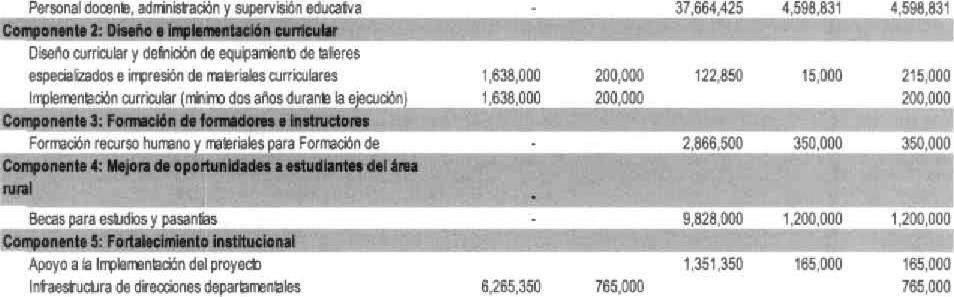 Personal docente, administración y supervisión educativa - 37,664,425 4,598,831 4,598,831
Componente 2: Diseño e implementación curricular
Diseño curricular y definición de equipamiento de talleres
especializados e impresión de materiales curriculares 1,638,000 200,000 122,850 15,000 215,000
Implementación curricular (mínimo dos años durante la ejecución) 1,638,000 200,000 200,000
Componente 3: Formación de formadores e instructores
Formación recurso humano y materiales para Formación de - 2,866,500 350,000 350,000
Componente 4: Mejora de oportunidades a estudiantes del área
rural -
Becas para estudios y pasantías - 9,828,000 1,200,000 1,200,000
Componente 5: Fortalecimiento institucional
Apoyo a la Implementación del proyecto 1,351,350 165,000 165,000
Infraestructura de direcciones departamentales 6,265,350 765,000 765,000